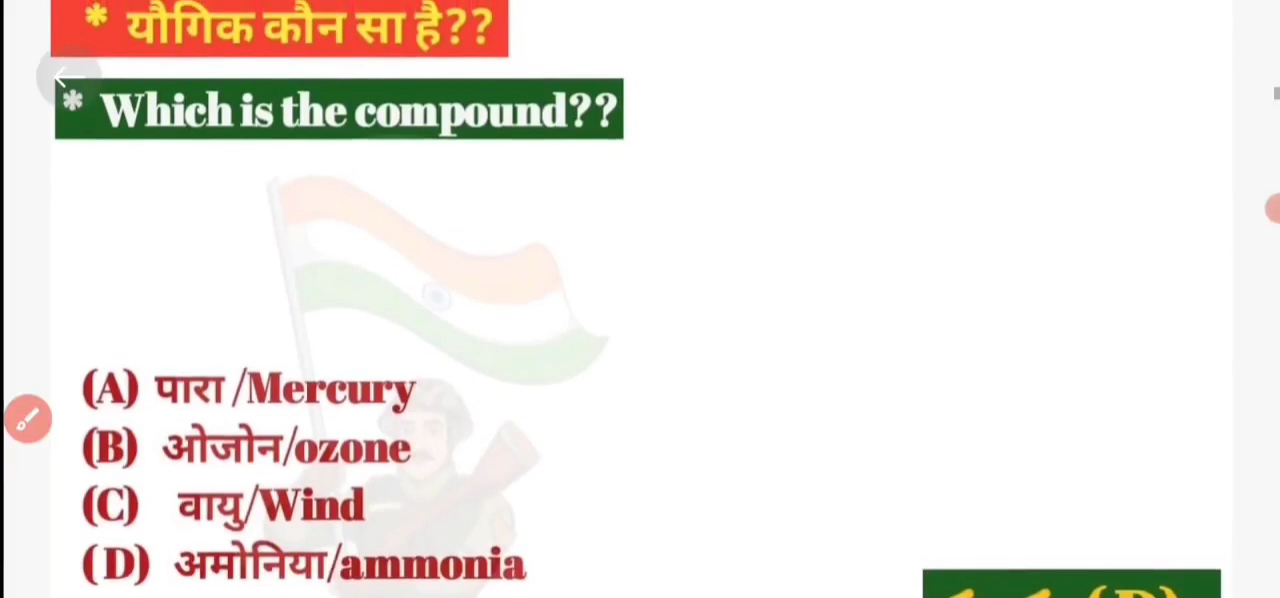 * यौगिक कौन सा है??
* Which is the compound??
(A) पारा /Mercury
(B) ओजोन/ozone
(C) वायु/Wind
(D) अमोनिया/ammonia